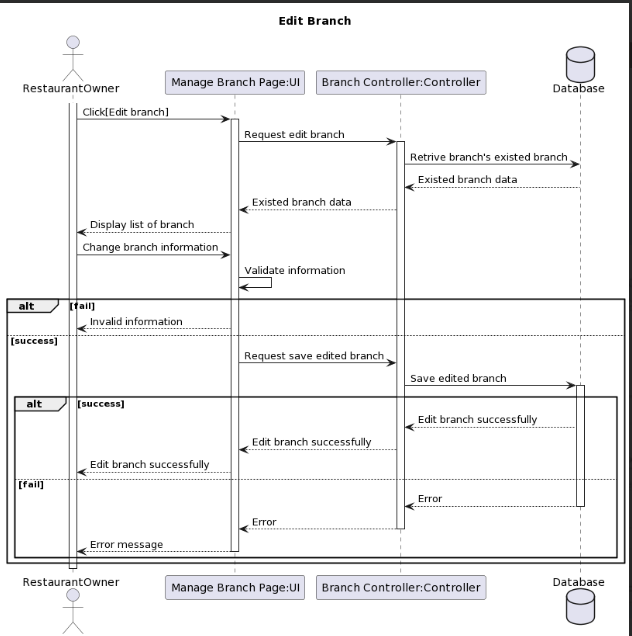 Edit Branch
RestaurantOwner
Manage Branch Page:UI
Branch Controller:Controller
Database
Click[Edit branch]
Request edit branch
Retrive branch's existed branch
Existed branch data
Existed branch data
Display list of branch
Change branch information
Validate information
alt [fail]
Invalid information
[success]
Request save edited branch
Save edited branch
alt [success]
Edit branch successfully
Edit branch successfully
Edit branch successfully
[fail]
Error
Error
Error message
RestaurantOwner
Manage Branch Page:UI
Branch Controller:Controller
Database